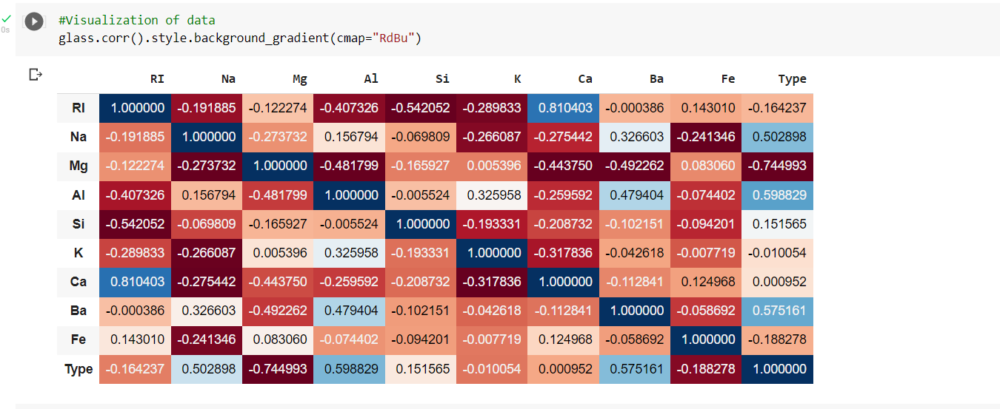 #Visualization of data
0s
glass.corr().style.background_gradient(cmap="RdBu")
RI Na Mg Al Si K Ca Ba Fe Type
RI 1.000000 -0.191885 -0.122274 -0.407326 -0.542052 -0.289833 0.810403 -0.000386 0.143010 -0.164237
Na -0.191885 1.000000 -0.273732 0.156794 -0.069809 -0.266087 -0.275442 0.326603 -0.241346 0.502898
Mg -0.122274 -0.273732 1.000000 -0.481799 -0.165927 0.005396 -0.443750 -0.492262 0.083060 -0.744993
Al -0.407326 0.156794 -0.481799 1.000000 -0.005524 0.325958 -0.259592 0.479404 -0.074402 0.598829
Si -0.542052 -0.069809 -0.165927 -0.005524 1.000000 -0.193331 -0.208732 -0.102151 -0.094201 0.151565
K -0.289833 -0.266087 0.005396 0.325958 -0.193331 1.000000 -0.317836 -0.042618 -0.007719 -0.010054
Ca 0.810403 -0.275442 -0.443750 -0.259592 -0.208732 -0.317836 1.000000 -0.112841 0.124968 0.000952
Ba -0.000386 0.326603 -0.492262 0.479404 -0.102151 -0.042618 -0.112841 1.000000 -0.058692 0.575161
Fe 0.143010 -0.241346 0.083060 -0.074402 -0.094201 -0.007719 0.124968 -0.058692 1.000000 -0.188278
Type -0.164237 0.502898 -0.744993 0.598829 0.151565 -0.010054 0.000952 0.575161 -0.188278 1.000000